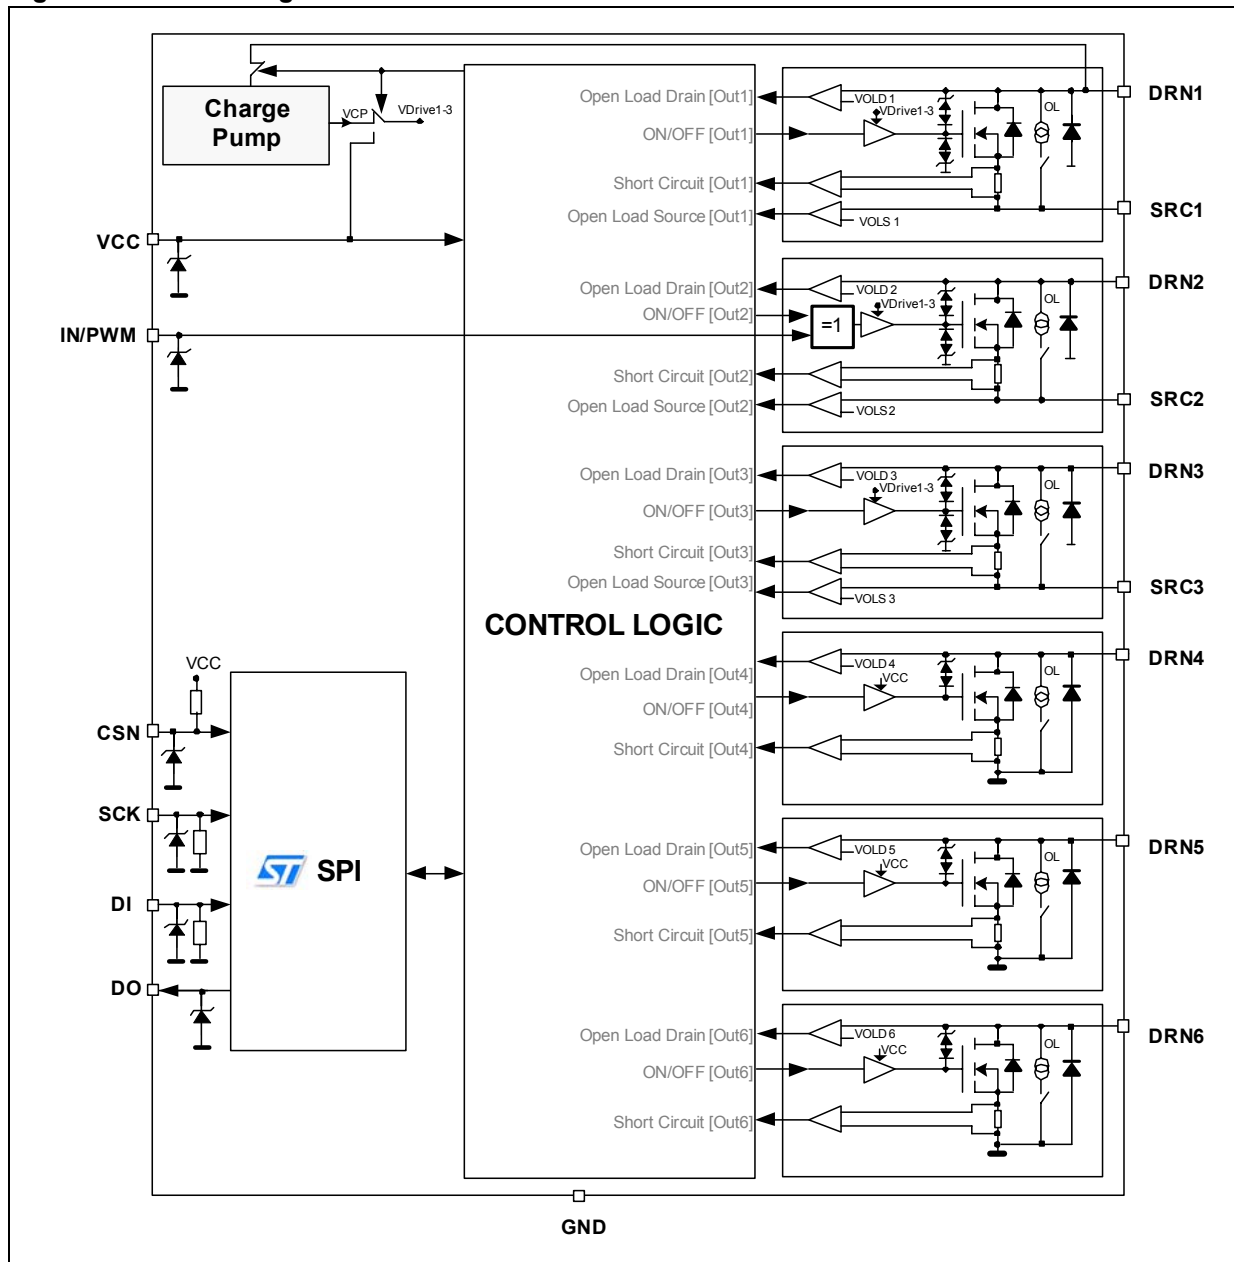 Charge
Pump
VCP
VDrive1-3
VCC
IN/PWM
VCC
CSN
SCK
DI
DO
ST SPI
CONTROL LOGIC
Open Load Drain [Out1]
ON/OFF [Out1]
Short Circuit [Out1]
Open Load Source [Out1]
VOLD 1
VDrive1-3
OL
VOLS 1
DRN1
SRC1
Open Load Drain [Out2]
ON/OFF [Out2]
Short Circuit [Out2]
Open Load Source [Out2]
VOLD 2
VDrive1-3
=1
OL
VOLS 2
DRN2
SRC2
Open Load Drain [Out3]
ON/OFF [Out3]
Short Circuit [Out3]
Open Load Source [Out3]
VOLD 3
VDrive1-3
OL
VOLS 3
DRN3
SRC3
Open Load Drain [Out4]
ON/OFF [Out4]
Short Circuit [Out4]
VOLD 4
VCC
OL
DRN4
Open Load Drain [Out5]
ON/OFF [Out5]
Short Circuit [Out5]
VOLD 5
VCC
OL
DRN5
Open Load Drain [Out6]
ON/OFF [Out6]
Short Circuit [Out6]
VOLD 6
VCC
OL
DRN6
GND